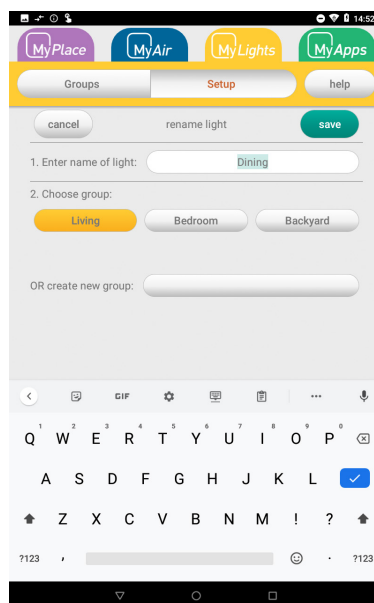 14:52
MyPlace MyAir MyLights MyApps
Groups Setup help
cancel rename light save
1. Enter name of light: Dining
2. Choose group:
Living Bedroom Backyard
OR create new group:
GIF
Q 1 W 2 E 3 R 4 T 5 Y 6 U 7 I 8 O 9 P 0
A S D F G H J K L
Z X C V B N M ! ?
?123 , . ?123